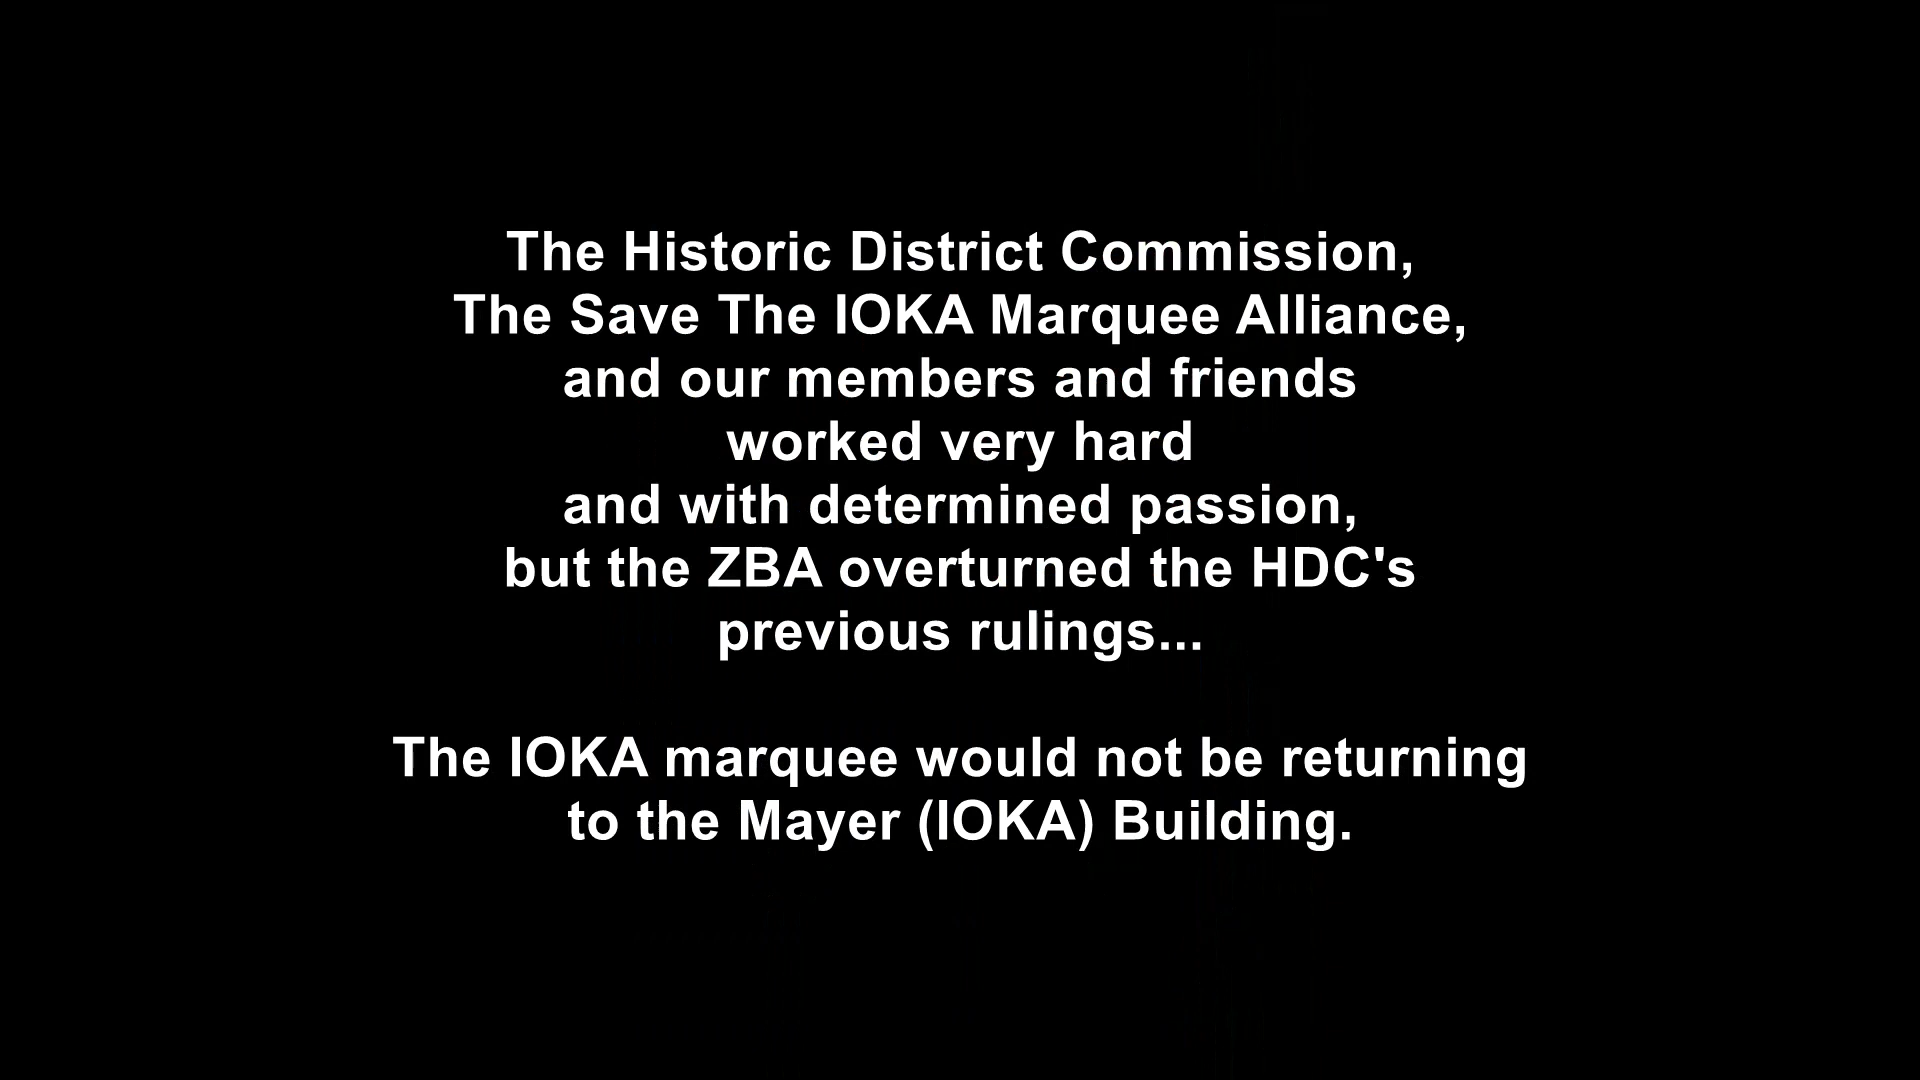 The Historic District Commission,
The Save The IOKA Marquee Alliance,
and our members and friends
worked very hard
and with determined passion,
but the ZBA overturned the HDC's
previous rulings...
The IOKA marquee would not be returning
to the Mayer (IOKA) Building.